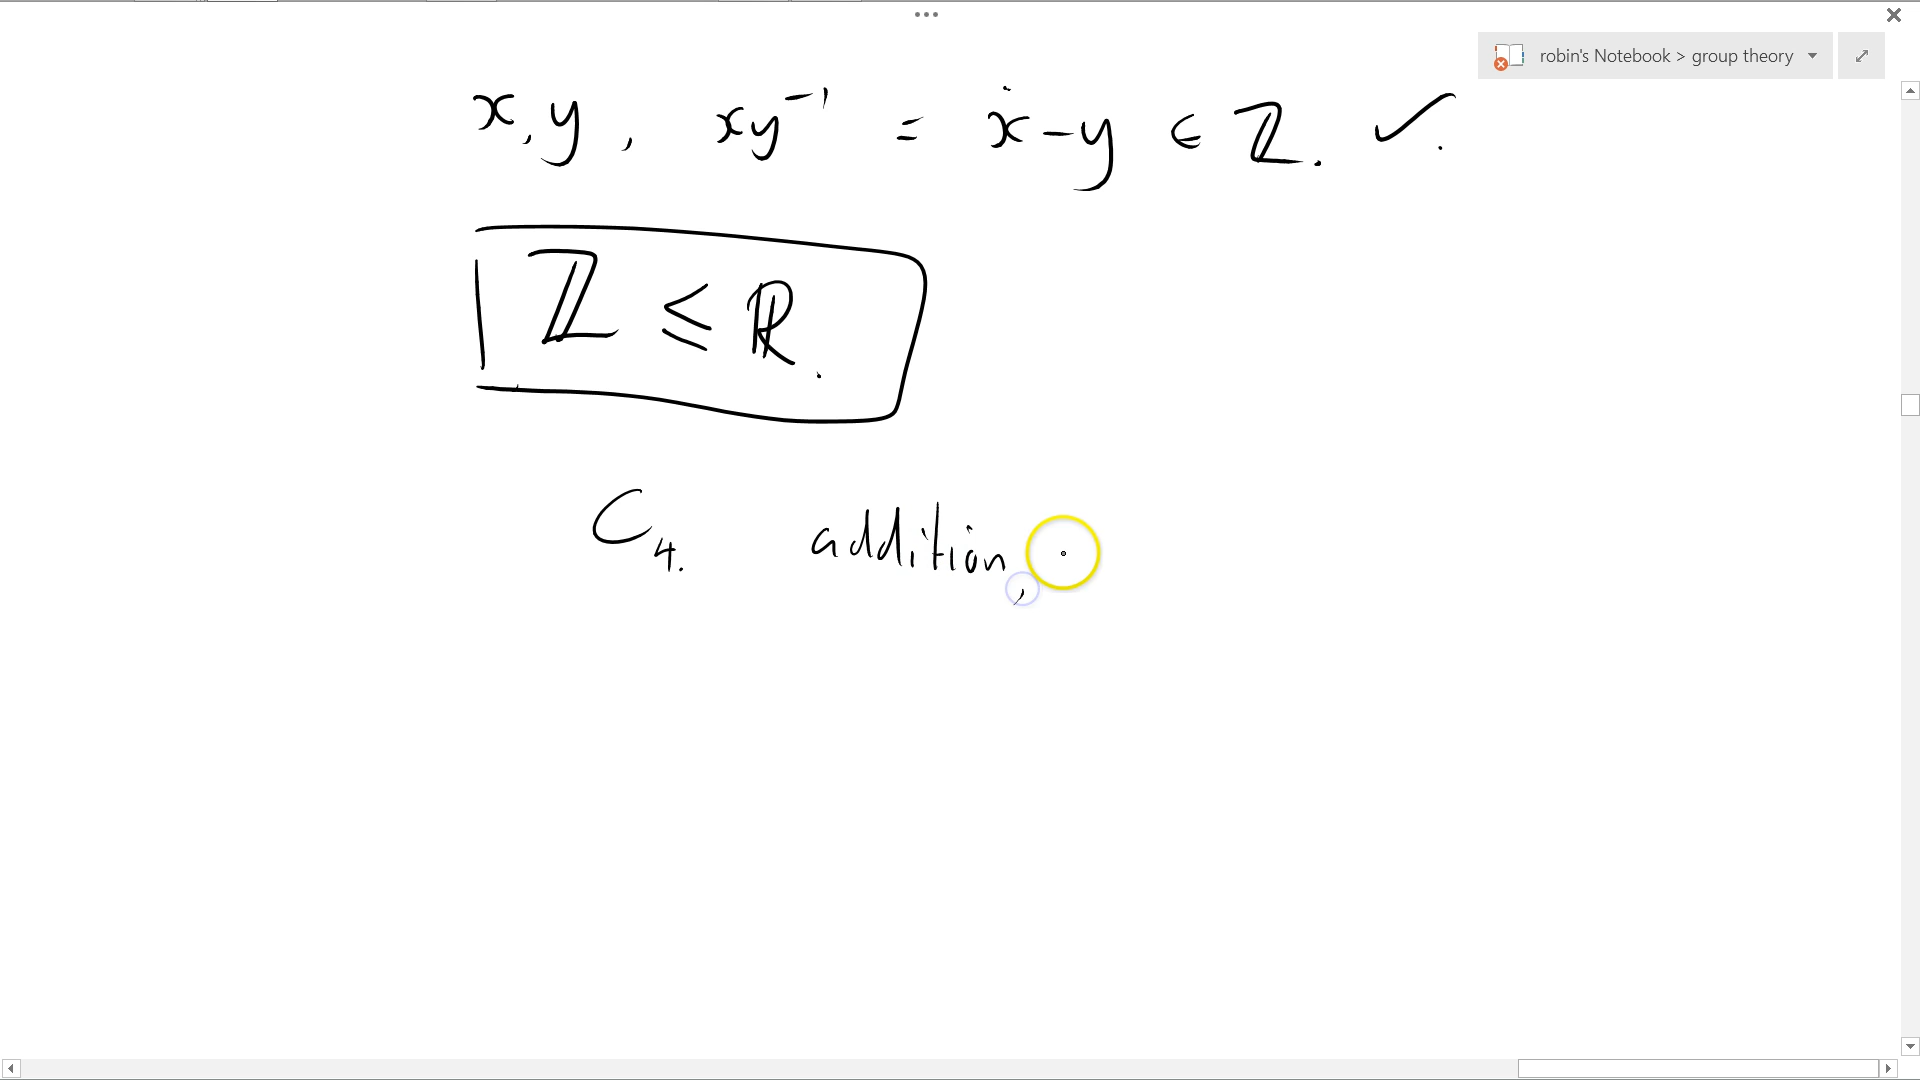 robin's Notebook > group theory
x, y, xy⁻¹ = x-y ∈ ℤ. ✓.
ℤ ≤ ℝ.
C₄. addition,